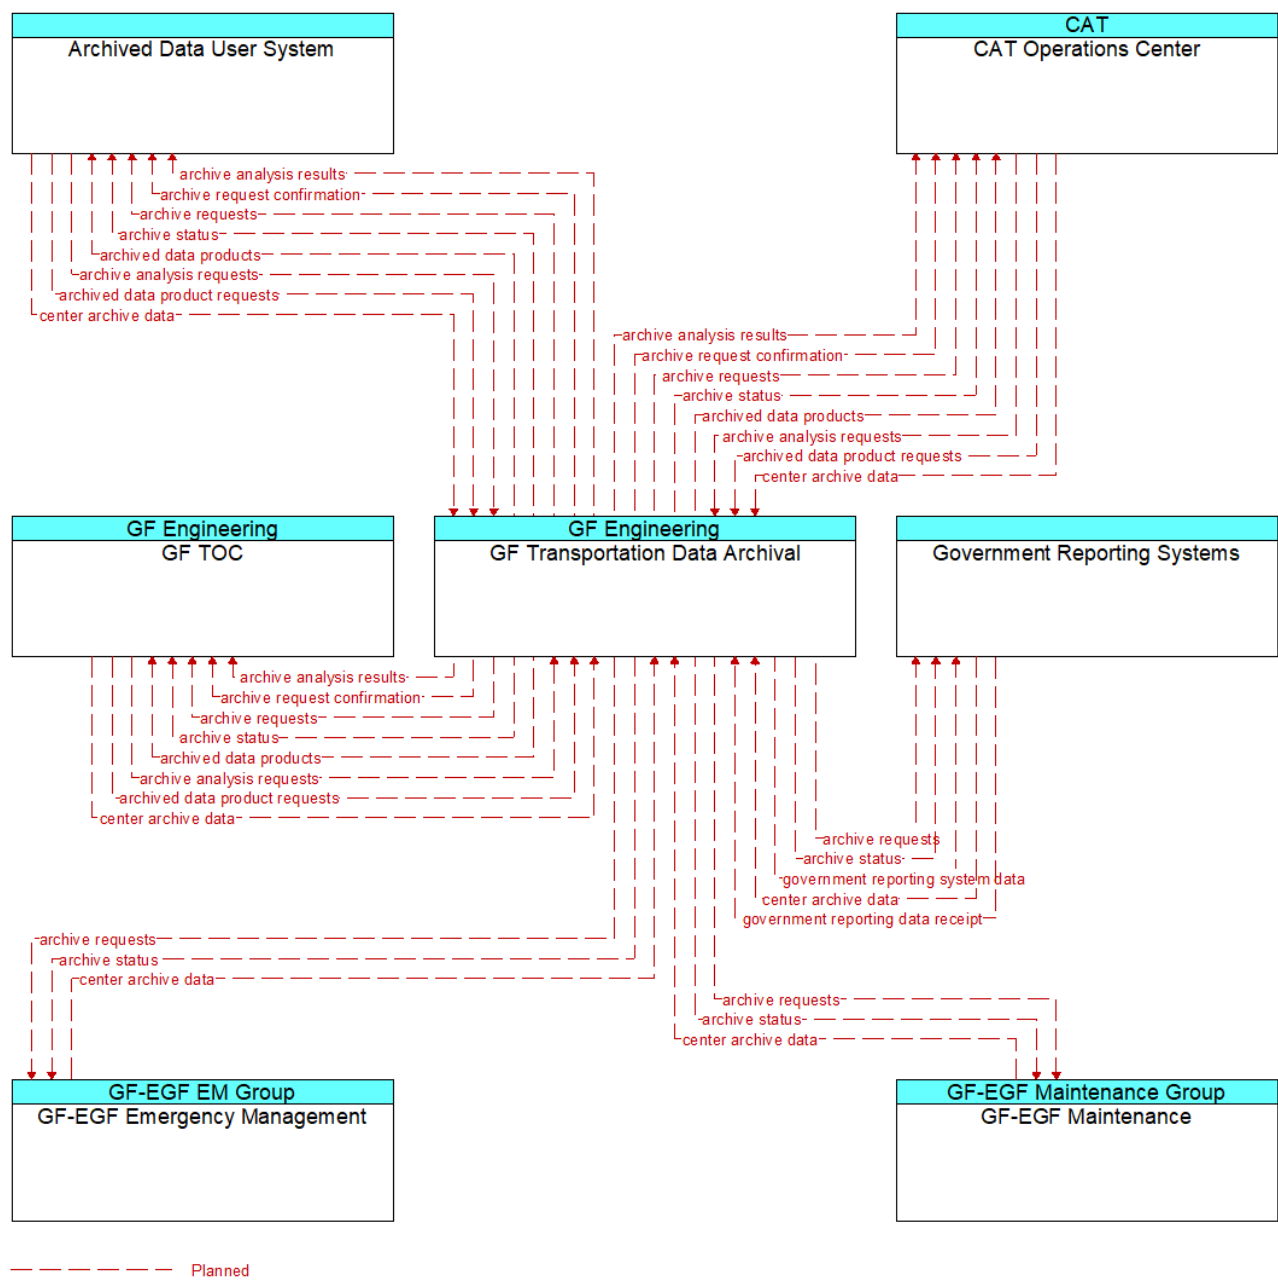 Archived Data User System
CAT
CAT Operations Center
archive analysis results
archive request confirmation
archive requests
archive status
archived data products
archive analysis requests
archived data product requests
center archive data
archive analysis results
archive request confirmation
archive requests
archive status
archived data products
archive analysis requests
archived data product requests
center archive data
GF Engineering
GF TOC
GF Engineering
GF Transportation Data Archival
Government Reporting Systems
archive analysis results
archive request confirmation
archive requests
archive status
archived data products
archive analysis requests
archived data product requests
center archive data
archive requests
archive status
government reporting system data
center archive data
government reporting data receipt
archive requests
archive status
center archive data
archive requests
archive status
center archive data
GF-EGF EM Group
GF-EGF Emergency Management
GF-EGF Maintenance Group
GF-EGF Maintenance
Planned